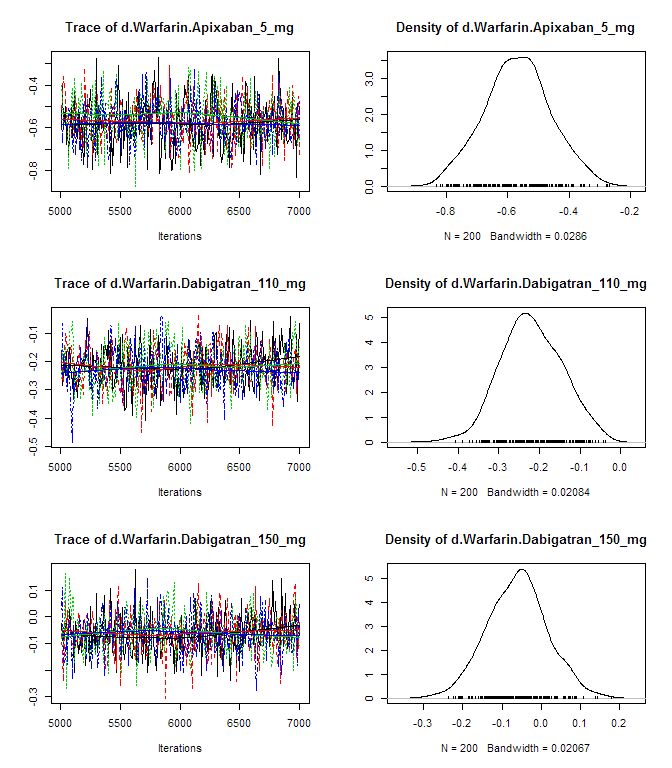 Trace of d.Warfarin.Apixaban_5_mg
-0.4
-0.6
-0.8
5000 5500 6000 6500 7000
Iterations
Density of d.Warfarin.Apixaban_5_mg
3.0
2.0
1.0
0.0
-0.8 -0.6 -0.4 -0.2
N = 200 Bandwidth = 0.0286
Trace of d.Warfarin.Dabigatran_110_mg
-0.1
-0.2
-0.3
-0.4
-0.5
5000 5500 6000 6500 7000
Iterations
Density of d.Warfarin.Dabigatran_110_mg
5
4
3
2
1
0
-0.5 -0.4 -0.3 -0.2 -0.1 0.0
N = 200 Bandwidth = 0.02084
Trace of d.Warfarin.Dabigatran_150_mg
0.1
0.0
-0.1
-0.3
5000 5500 6000 6500 7000
Iterations
Density of d.Warfarin.Dabigatran_150_mg
5
4
3
2
1
0
-0.3 -0.2 -0.1 0.0 0.1 0.2
N = 200 Bandwidth = 0.02067